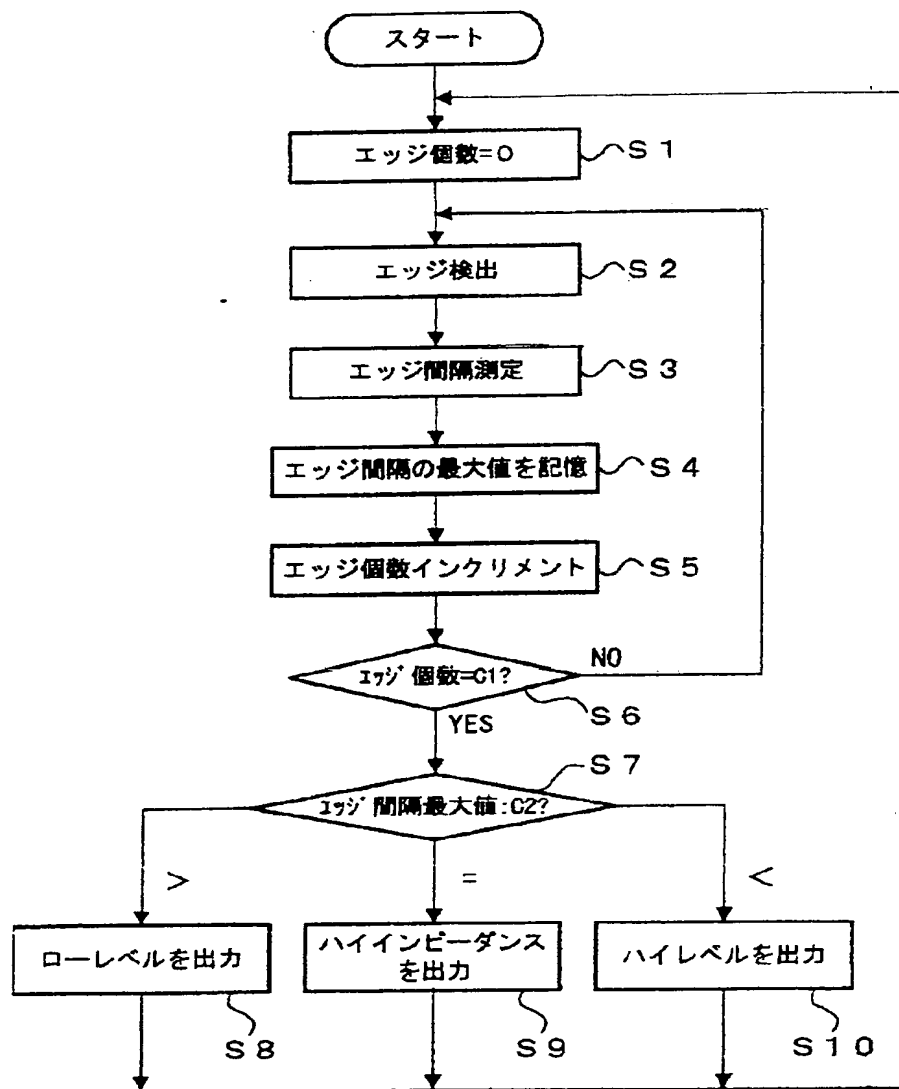 スタート
エッジ個数=0
S1
エッジ検出
S2
エッジ間隔測定
S3
エッジ間隔の最大値を記憶
S4
エッジ個数インクリメント
S5
ｴｯｼﾞ個数=C1?
NO
S6
YES
S7
ｴｯｼﾞ間隔最大値:C2?
>
=
<
ローレベルを出力
ハイインピーダンス
を出力
ハイレベルを出力
S8
S9
S10